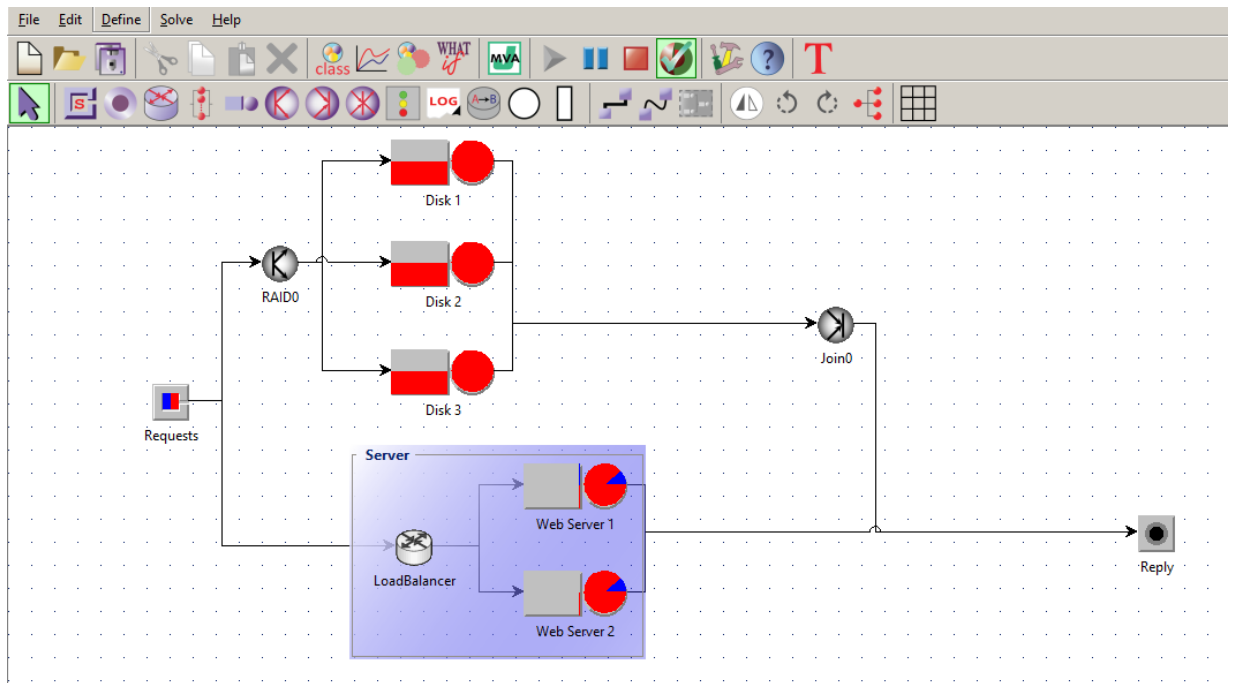 File Edit Define Solve Help
class WHAT if MVA ? T
S LOG A→B
Disk 1
Disk 2
RAID0
Disk 3
Join0
Requests
Server
Web Server 1
LoadBalancer
Web Server 2
Reply